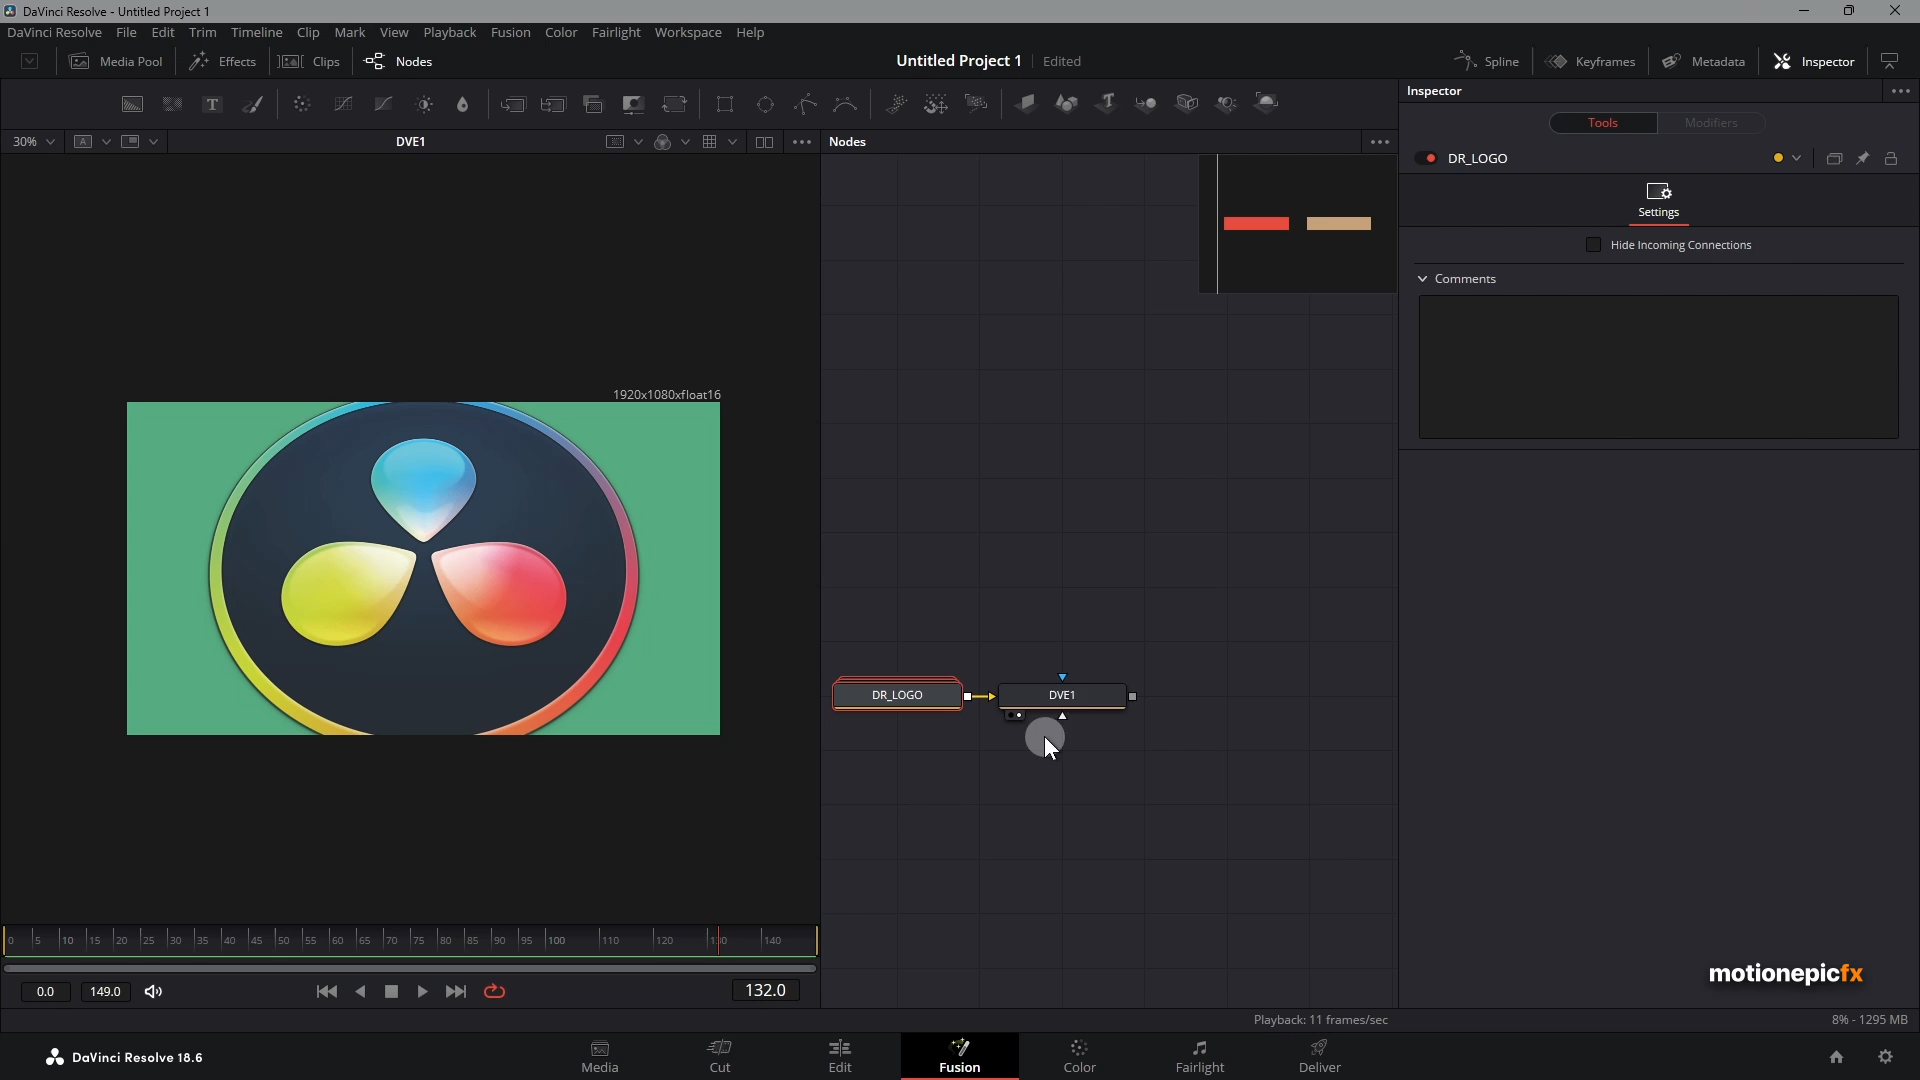 DaVinci Resolve - Untitled Project 1
DaVinci Resolve File Edit Trim Timeline Clip Mark View Playback Fusion Color Fairlight Workspace Help
Media Pool Effects Clips Nodes Untitled Project 1 Edited Spline Keyframes Metadata Inspector
Inspector
Tools Modifiers
30% A DVE1 Nodes
DR_LOGO
Settings
Hide Incoming Connections
Comments
1920x1080xfloat16
DR_LOGO DVE1
0 5 10 15 20 25 30 35 40 45 50 55 60 65 70 75 80 85 90 95 100 110 120 130 140
motionepicfx
0.0 149.0 132.0
Playback: 11 frames/sec 8% - 1295 MB
DaVinci Resolve 18.6 Media Cut Edit Fusion Color Fairlight Deliver